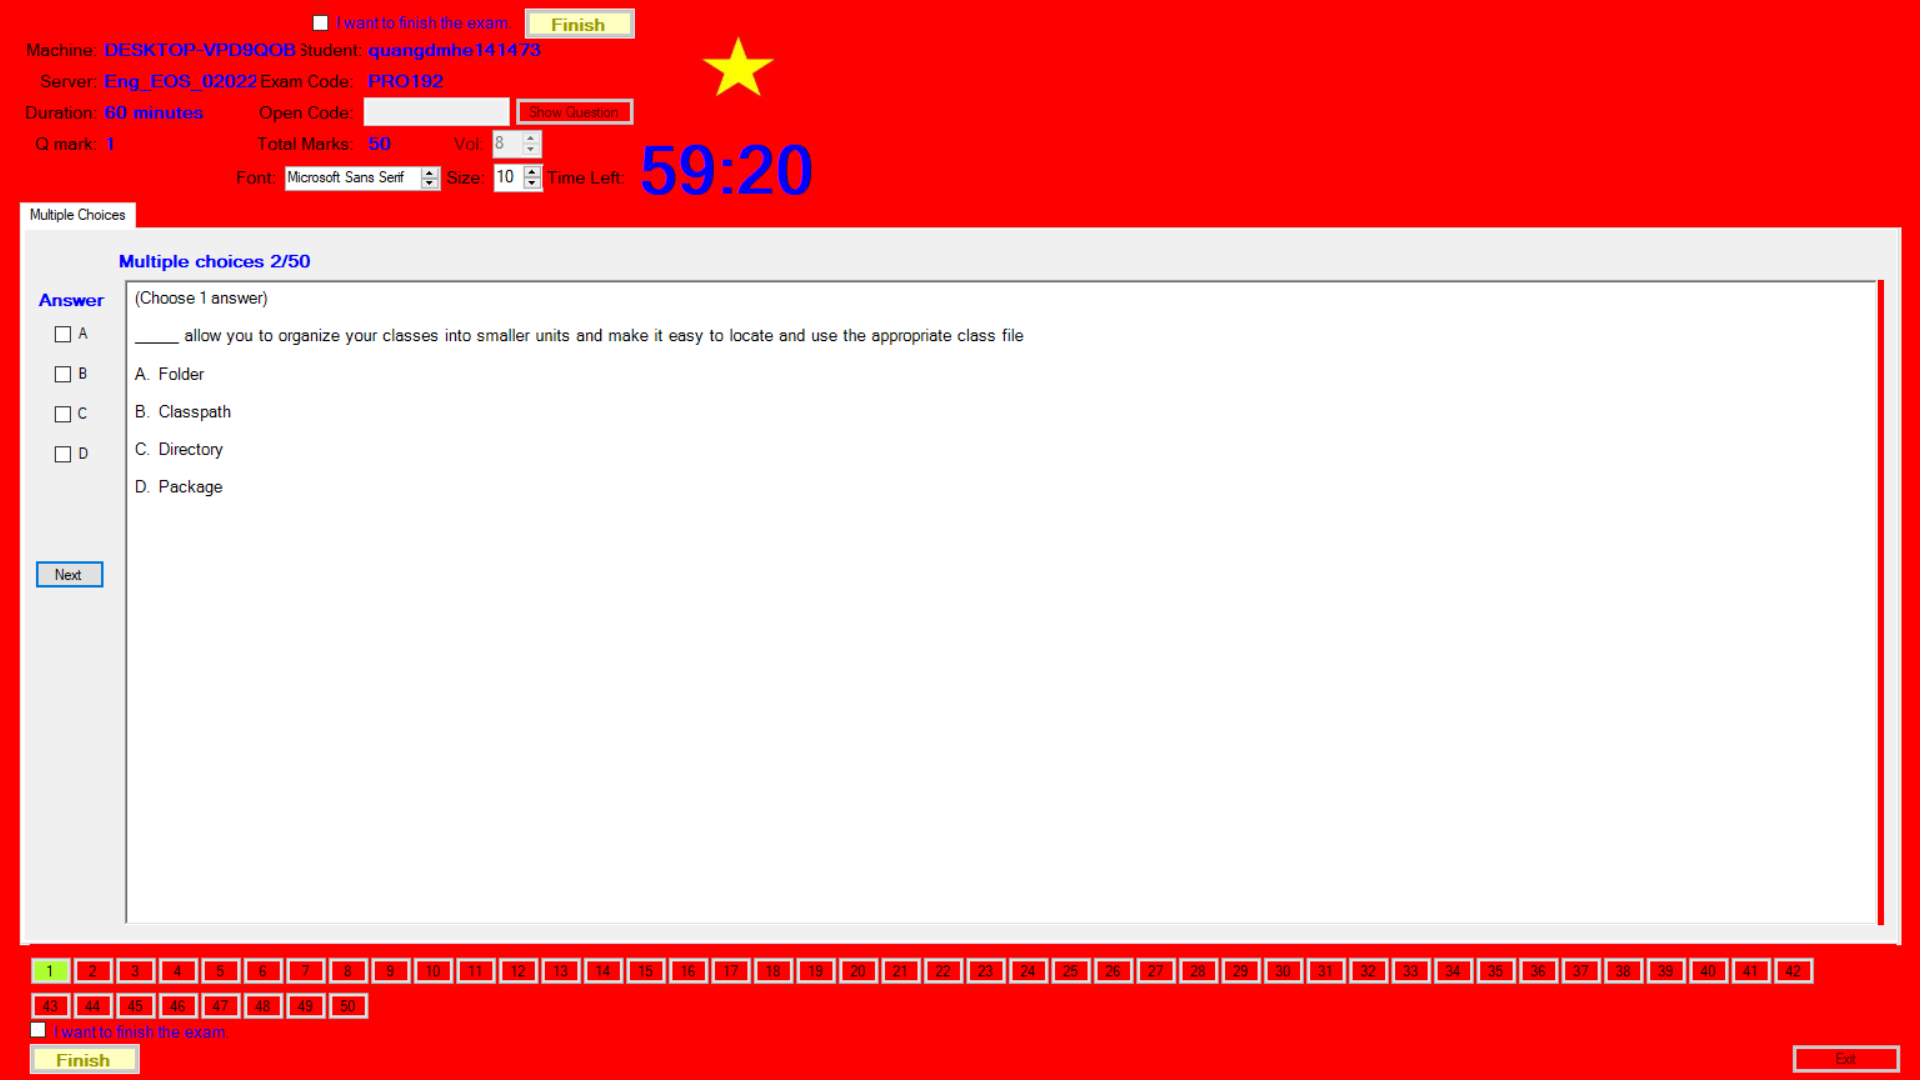 I want to finish the exam.
Finish
Machine: DESKTOP-VPD9QOB Student: quangdmhe141473
Server: Eng_EOS_02022 Exam Code: PRO192
Duration: 60 minutes Open Code: Show Question
Q mark: 1 Total Marks: 50 Vol: 8
Font: Microsoft Sans Serif Size: 10 Time Left: 59:20
Multiple Choices
Multiple choices 2/50
Answer
A
B
C
D
Next
(Choose 1 answer)
_____ allow you to organize your classes into smaller units and make it easy to locate and use the appropriate class file
A. Folder
B. Classpath
C. Directory
D. Package
1 2 3 4 5 6 7 8 9 10 11 12 13 14 15 16 17 18 19 20 21 22 23 24 25 26 27 28 29 30 31 32 33 34 35 36 37 38 39 40 41 42
43 44 45 46 47 48 49 50
I want to finish the exam.
Finish
Exit